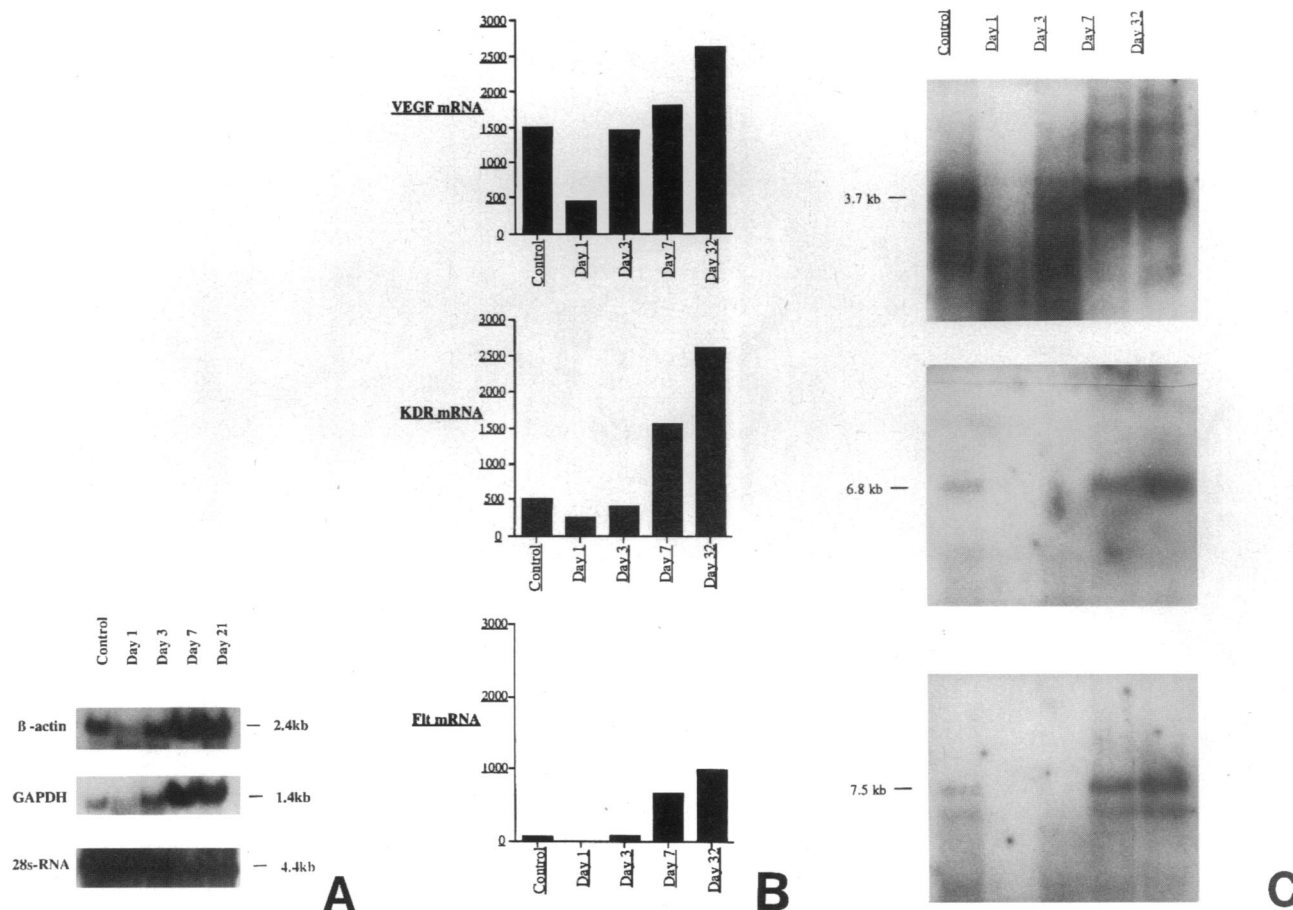 Control
Day 1
Day 3
Day 7
Day 21
ß -actin
2.4kb
GAPDH
1.4kb
28s-RNA
4.4kb
A
VEGF mRNA
3000
2500
2000
1500
1000
500
0
Control
Day 1
Day 3
Day 7
Day 32
KDR mRNA
3000
2500
2000
1500
1000
500
0
Control
Day 1
Day 3
Day 7
Day 32
Flt mRNA
3000
2000
1000
0
Control
Day 1
Day 3
Day 7
Day 32
B
Control
Day 1
Day 3
Day 7
Day 32
3.7 kb
6.8 kb
7.5 kb
C